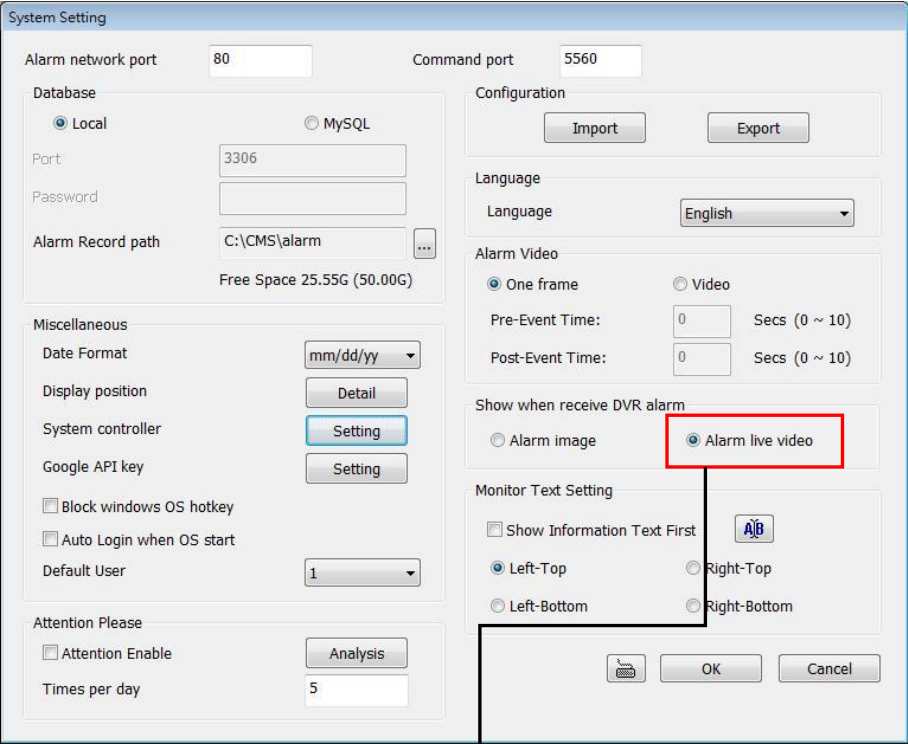 System Setting
Alarm network port 80 Command port 5560
Database
Local MySQL
Port 3306
Password
Alarm Record path C:\CMS\alarm ...
Free Space 25.55G (50.00G)
Miscellaneous
Date Format mm/dd/yy
Display position Detail
System controller Setting
Google API key Setting
Block windows OS hotkey
Auto Login when OS start
Default User 1
Attention Please
Attention Enable Analysis
Times per day 5
Configuration
Import Export
Language
Language English
Alarm Video
One frame Video
Pre-Event Time: 0 Secs (0 ~ 10)
Post-Event Time: 0 Secs (0 ~ 10)
Show when receive DVR alarm
Alarm image Alarm live video
Monitor Text Setting
Show Information Text First AB
Left-Top Right-Top
Left-Bottom Right-Bottom
OK Cancel